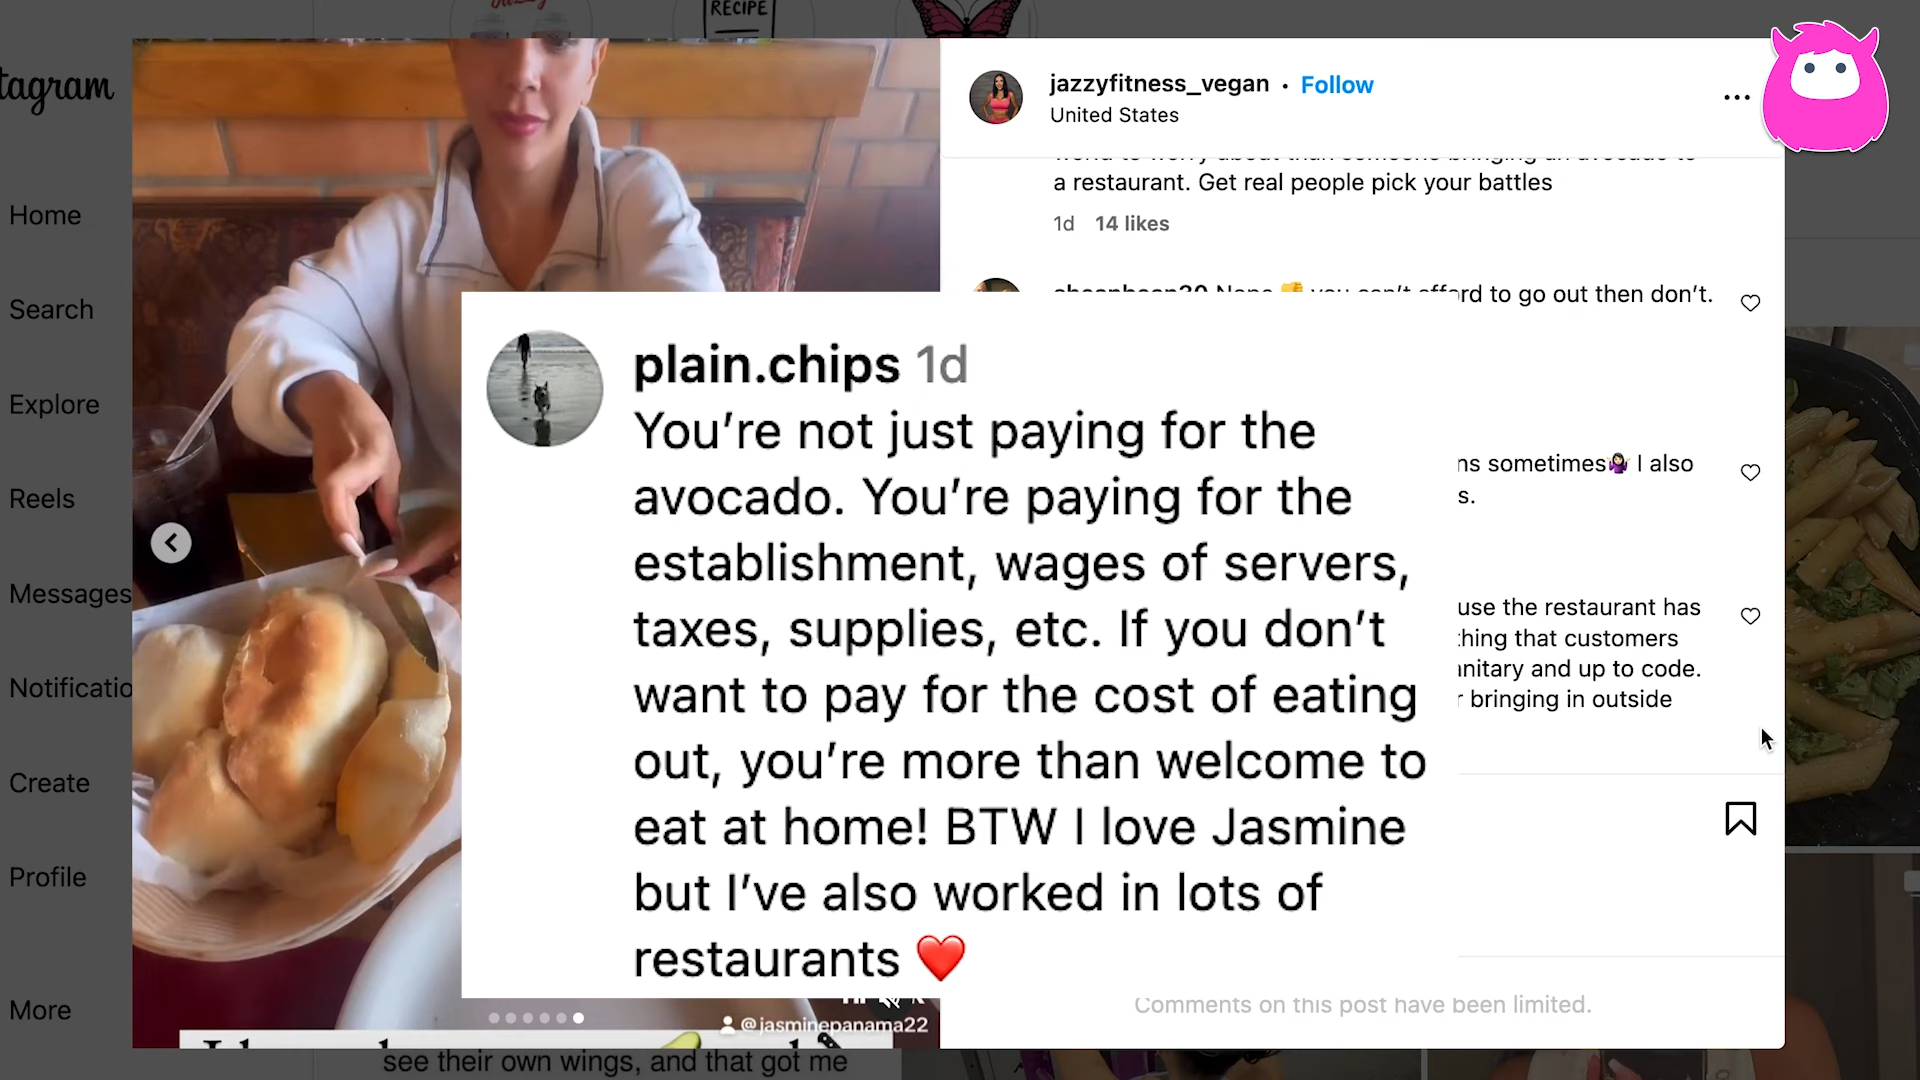 RECIPE
tagram
Home
Search
Explore
Reels
Messages
Notificatio
Create
Profile
More
jazzyfitness_vegan • Follow
United States
a restaurant. Get real people pick your battles
1d 14 likes
you can't afford to go out then don't.
ns sometimes🤷🏻‍♀️ I also
s.
use the restaurant has
thing that customers
anitary and up to code.
r bringing in outside
plain.chips 1d
You're not just paying for the
avocado. You're paying for the
establishment, wages of servers,
taxes, supplies, etc. If you don't
want to pay for the cost of eating
out, you're more than welcome to
eat at home! BTW I love Jasmine
but I've also worked in lots of
restaurants ❤️
Comments on this post have been limited.
@jasminepanama22
see their own wings, and that got me